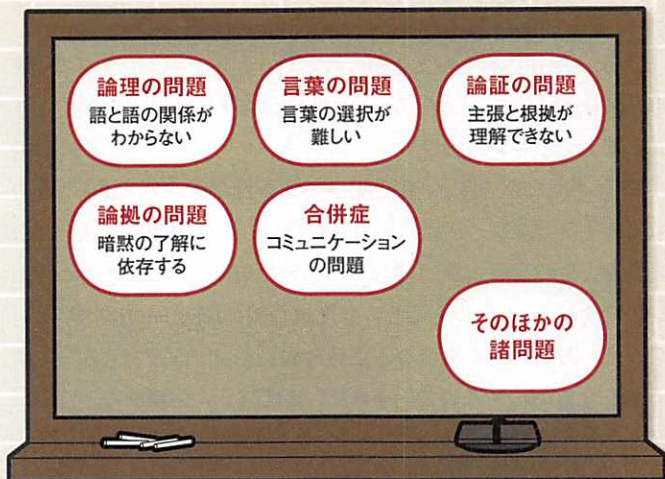 論理の問題
語と語の関係が
わからない
言葉の問題
言葉の選択が
難しい
論証の問題
主張と根拠が
理解できない
論拠の問題
暗黙の了解に
依存する
合併症
コミュニケーション
の問題
そのほかの
諸問題